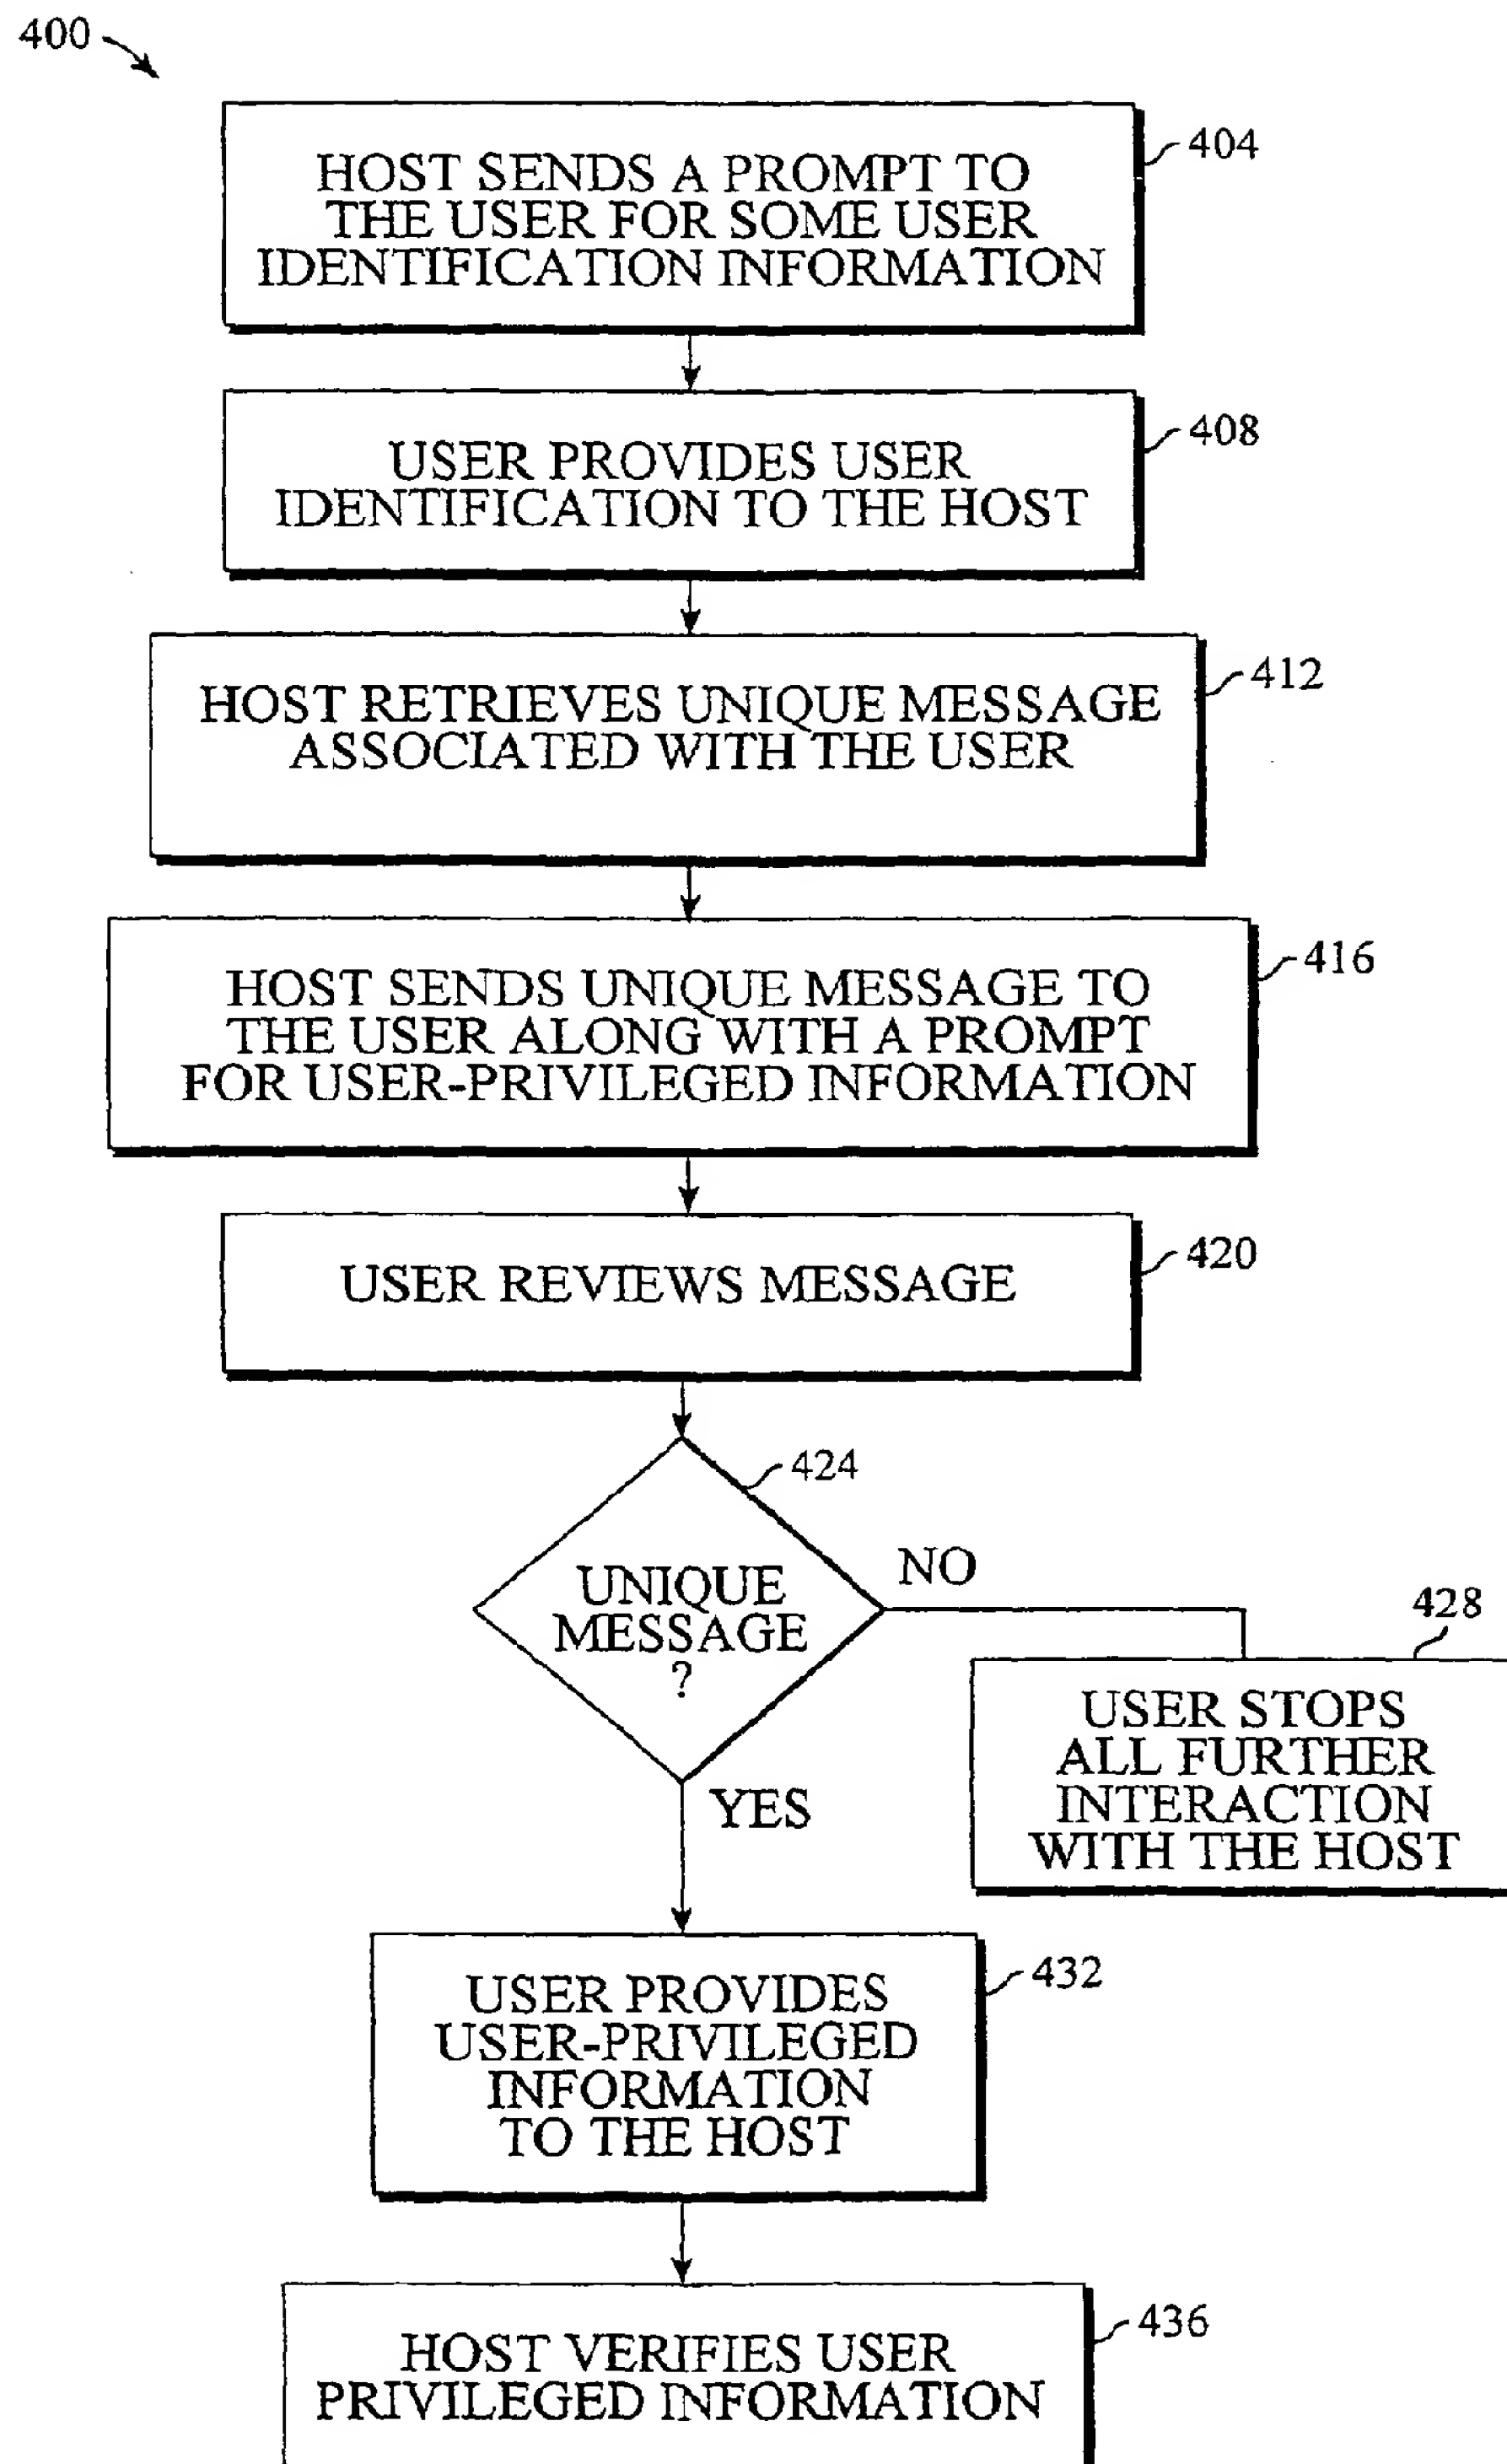 400
HOST SENDS A PROMPT TO
THE USER FOR SOME USER
IDENTIFICATION INFORMATION
404
USER PROVIDES USER
IDENTIFICATION TO THE HOST
408
HOST RETRIEVES UNIQUE MESSAGE
ASSOCIATED WITH THE USER
412
HOST SENDS UNIQUE MESSAGE TO
THE USER ALONG WITH A PROMPT
FOR USER-PRIVILEGED INFORMATION
416
USER REVIEWS MESSAGE
420
424
UNIQUE
MESSAGE
?
NO
YES
428
USER STOPS
ALL FURTHER
INTERACTION
WITH THE HOST
USER PROVIDES
USER-PRIVILEGED
INFORMATION
TO THE HOST
432
HOST VERIFIES USER
PRIVILEGED INFORMATION
436